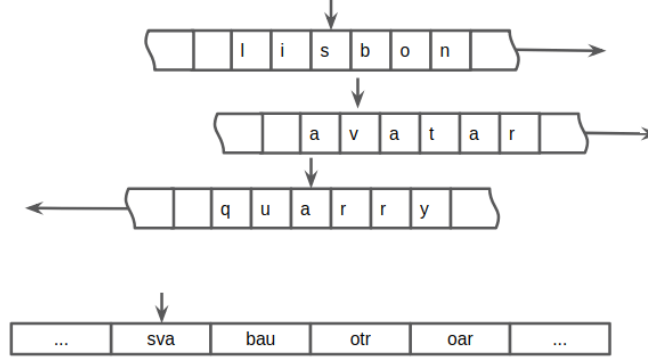 l i s b o n
a v a t a r
q u a r r y
... sva bau otr oar ...